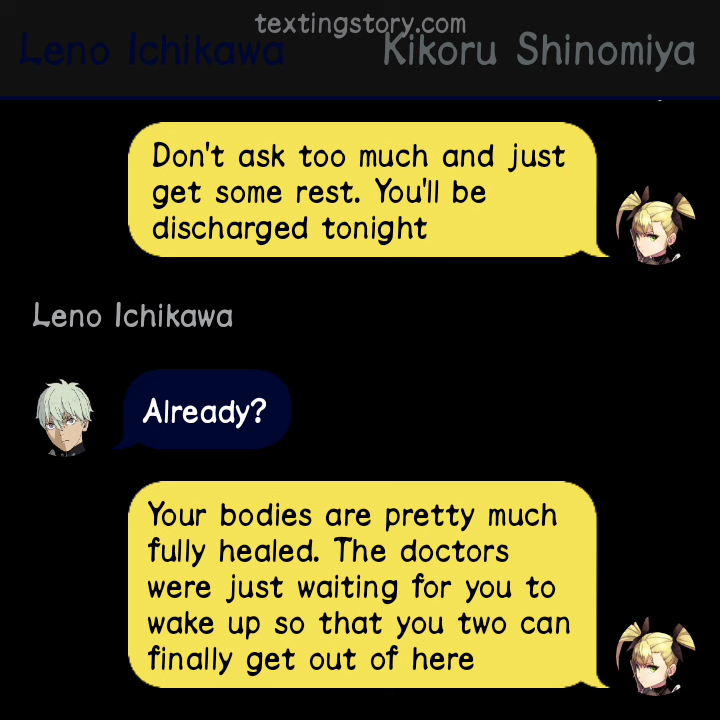 textingstory.com
Leno Ichikawa Kikoru Shinomiya
Don't ask too much and just
get some rest. You'll be
discharged tonight
Leno Ichikawa
Already?
Your bodies are pretty much
fully healed. The doctors
were just waiting for you to
wake up so that you two can
finally get out of here